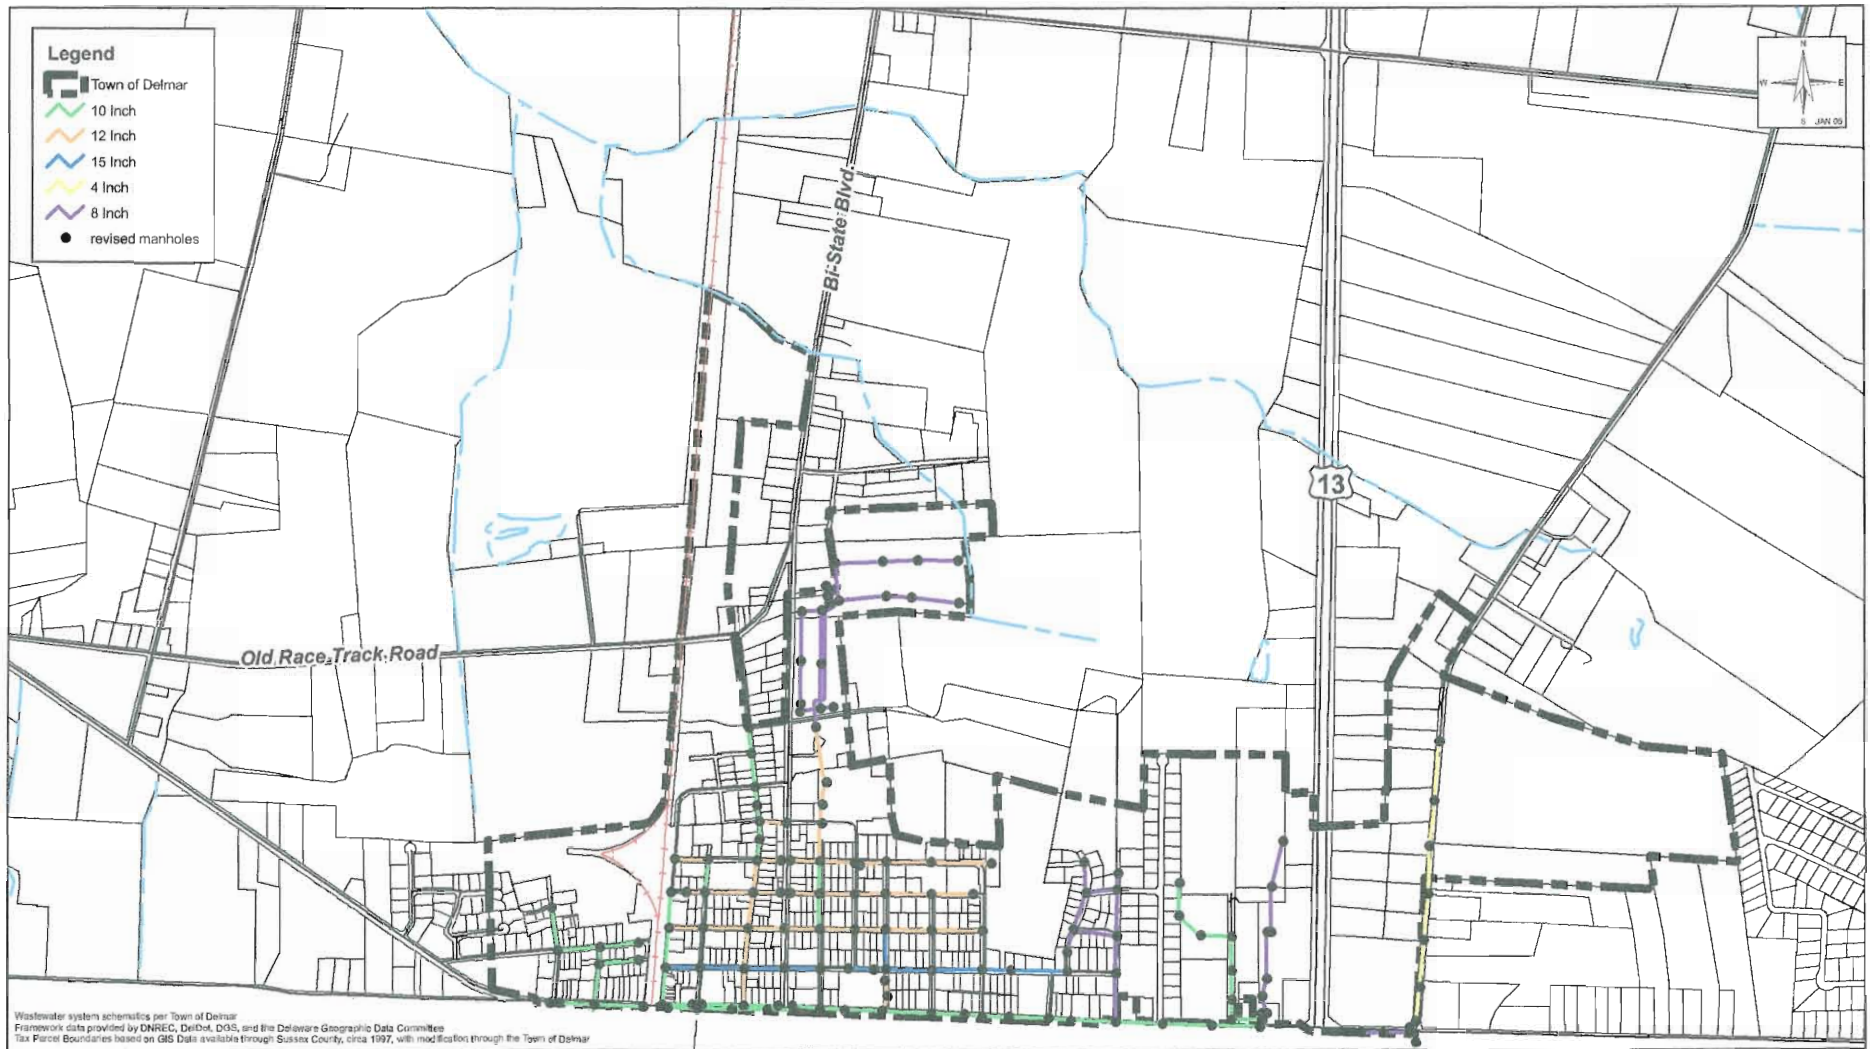 Legend
Town of Delmar
10 Inch
12 Inch
15 Inch
4 Inch
8 Inch
revised manholes
N
W E
S JAN 05
Bi-State Blvd.
13
Old Race Track Road
Wastewater system schematics per Town of Delmar
Framework data provided by DNREC, DelDot, DGS, and the Delaware Geographic Data Committee
Tax Parcel Boundaries based on GIS Data available through Sussex County, circa 1997, with modification through the Town of Delmar